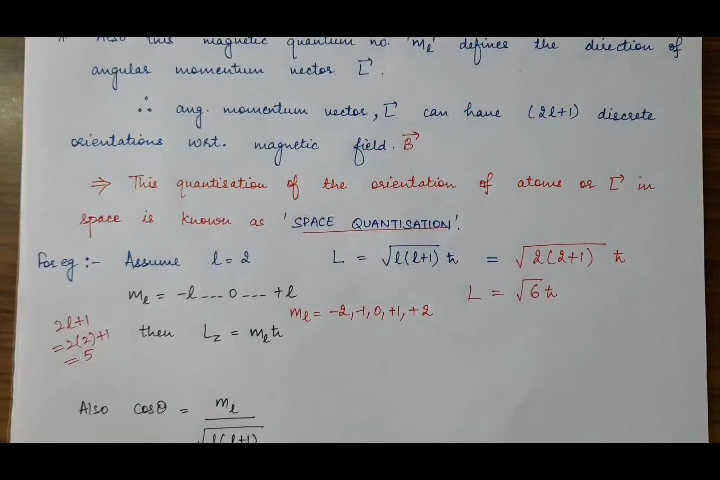 * Also this magnetic quantum no. 'mℓ' defines the direction of
angular momentum vector L⃗.
∴ ang. momentum vector, L⃗ can have (2ℓ+1) discrete
orientations w.r.t. magnetic field. B⃗
⇒ This quantisation of the orientation of atoms or L⃗ in
space is known as 'SPACE QUANTISATION'.
For eg :- Assume ℓ = 2 L = √ℓ(ℓ+1) ħ = √2(2+1) ħ
mℓ = -ℓ --- 0 --- +ℓ L = √6 ħ
mℓ = -2, -1, 0, +1, +2
2ℓ+1
= 2(2)+1
= 5
then Lz = mℓħ
Also cosθ = mℓ / √ℓ(ℓ+1)